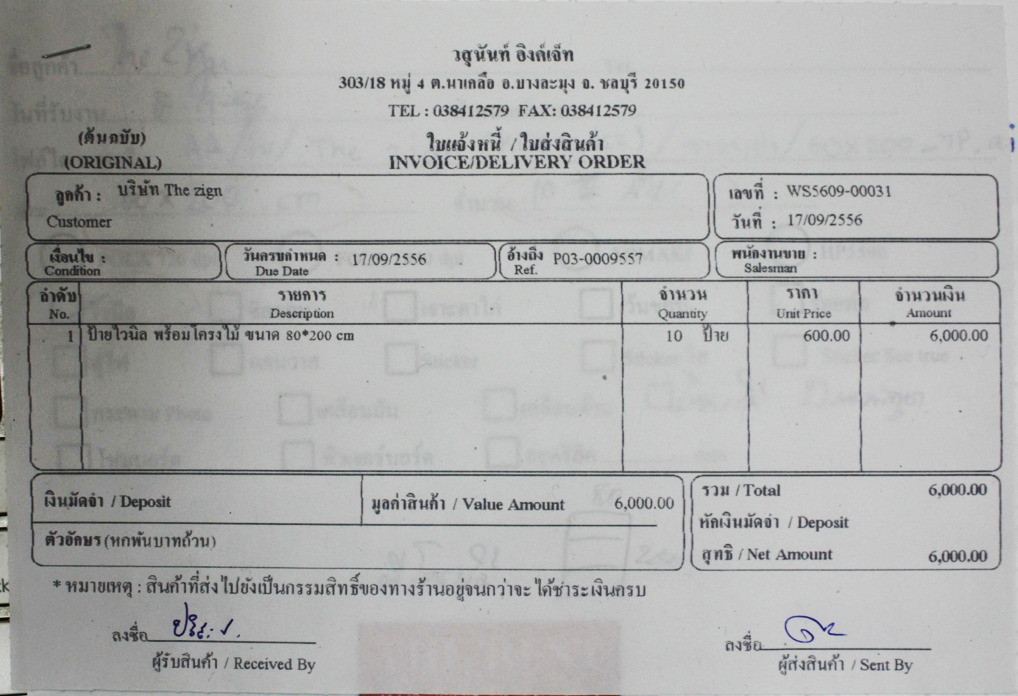 วสุนันท์ อิงค์เจ็ท
303/18 หมู่ 4 ต.นาเกลือ อ.บางละมุง จ. ชลบุรี 20150
TEL : 038412579 FAX: 038412579
(ต้นฉบับ) ใบแจ้งหนี้ / ใบส่งสินค้า
(ORIGINAL) INVOICE/DELIVERY ORDER
ลูกค้า : บริษัท The zign เลขที่ : WS5609-00031
Customer วันที่ : 17/09/2556
เงื่อนไข : วันครบกำหนด : 17/09/2556 อ้างถึง P03-0009557 พนักงานขาย :
Condition Due Date Ref. Salesman
ลำดับ รายการ จำนวน ราคา จำนวนเงิน
No. Description Quantity Unit Price Amount
1 ป้ายไวนิล พร้อมโครงไม้ ขนาด 80*200 cm 10 ป้าย 600.00 6,000.00
เงินมัดจำ / Deposit มูลค่าสินค้า / Value Amount 6,000.00 รวม / Total 6,000.00
หักเงินมัดจำ / Deposit
ตัวอักษร (หกพันบาทถ้วน) สุทธิ / Net Amount 6,000.00
* หมายเหตุ : สินค้าที่ส่งไปยังเป็นกรรมสิทธิ์ของทางร้านอยู่จนกว่าจะ ได้ชำระเงินครบ
ลงชื่อ ลงชื่อ
ผู้รับสินค้า / Received By ผู้ส่งสินค้า / Sent By